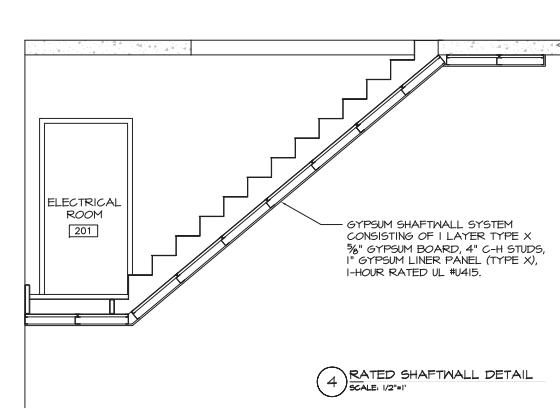 ELECTRICAL
ROOM
201
GYPSUM SHAFTWALL SYSTEM
CONSISTING OF 1 LAYER TYPE X
⅝" GYPSUM BOARD, 4" C-H STUDS,
1" GYPSUM LINER PANEL (TYPE X),
1-HOUR RATED UL #U415.
4
RATED SHAFTWALL DETAIL
SCALE: 1/2"=1'